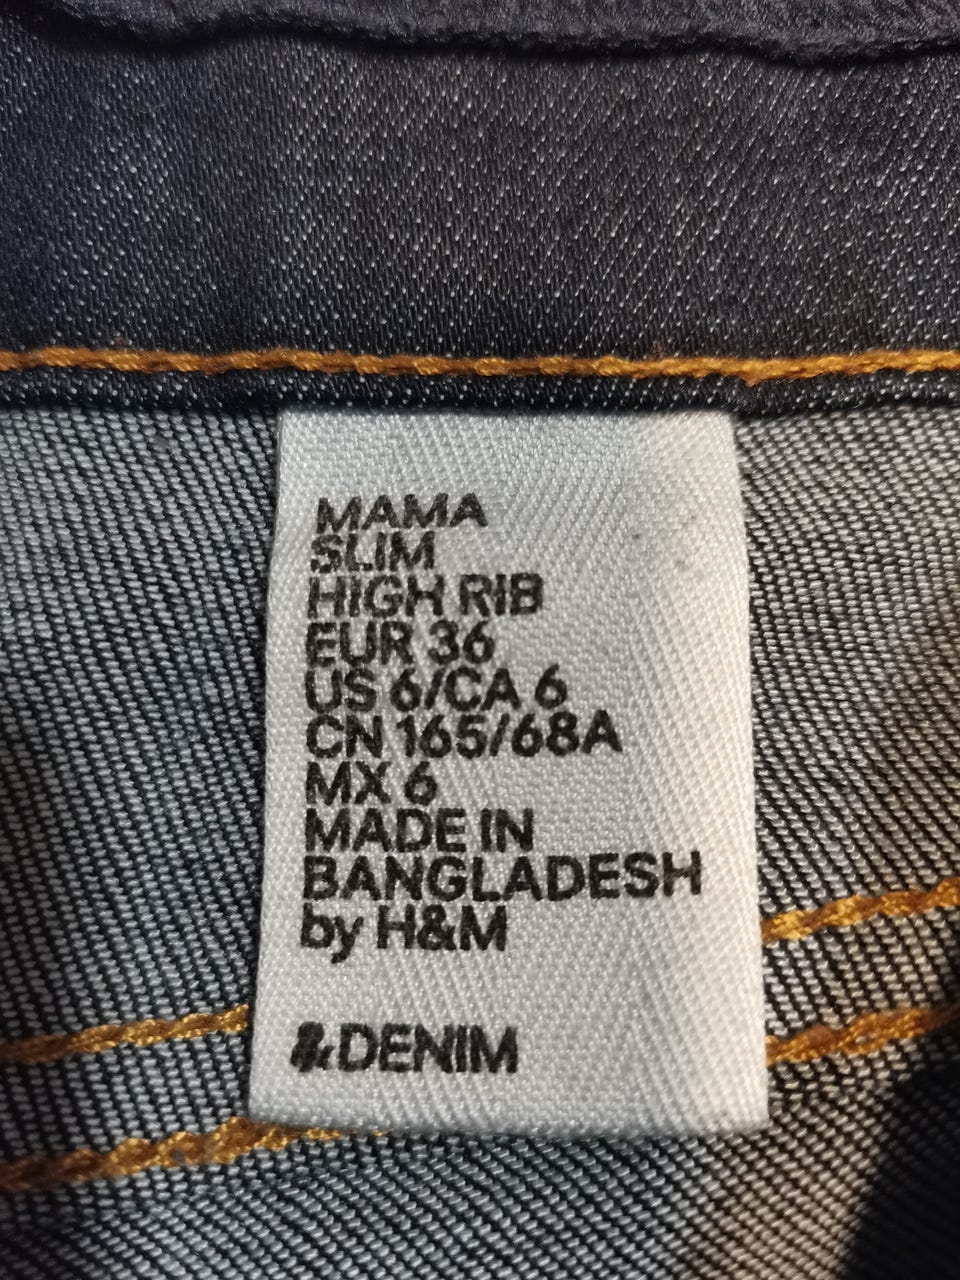 MAMA
SLIM
HIGH RIB
EUR 36
US 6/CA 6
CN 165/68A
MX 6
MADE IN
BANGLADESH
by H&M
&DENIM